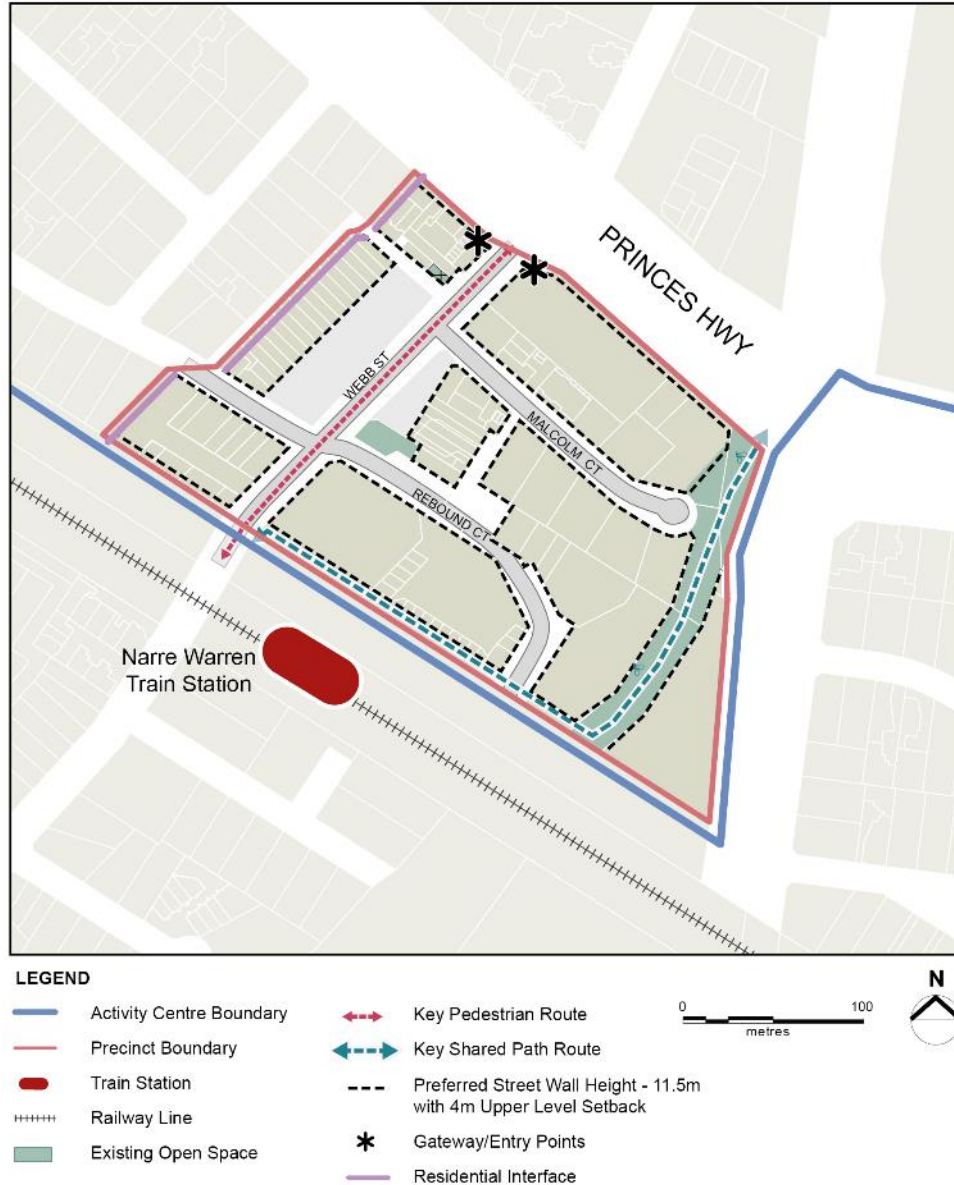 PRINCES HWY
WEBB ST
MALCOLM CT
REBOUND CT
Narre Warren
Train Station
LEGEND
Activity Centre Boundary
Precinct Boundary
Train Station
Railway Line
Existing Open Space
Key Pedestrian Route
Key Shared Path Route
Preferred Street Wall Height - 11.5m
with 4m Upper Level Setback
Gateway/Entry Points
Residential Interface
0 100
metres
N